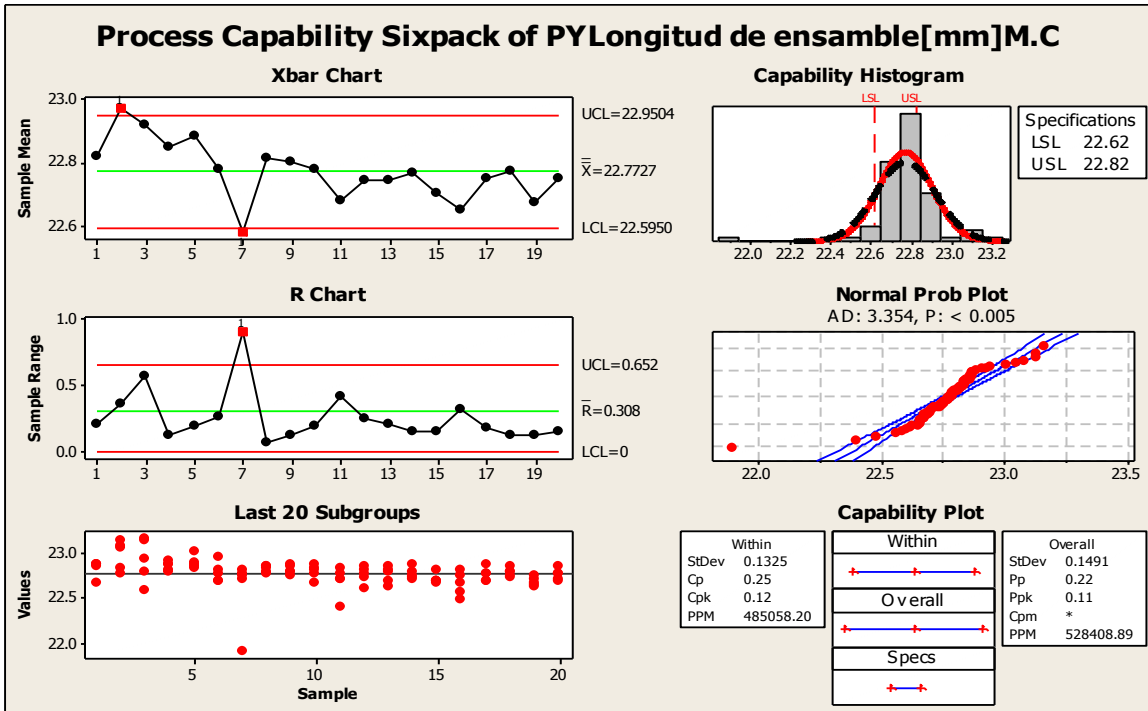 Process Capability Sixpack of PYLongitud de ensamble[mm]M.C
Xbar Chart
Sample Mean
23.0
22.8
22.6
1
1
UCL=22.9504
X=22.7727
LCL=22.5950
1 3 5 7 9 11 13 15 17 19
R Chart
Sample Range
1.0
0.5
0.0
1
UCL=0.652
R=0.308
LCL=0
1 3 5 7 9 11 13 15 17 19
Last 20 Subgroups
Values
23.0
22.5
22.0
5 10 15 20
Sample
Capability Histogram
LSL USL
22.0 22.2 22.4 22.6 22.8 23.0 23.2
Specifications
LSL 22.62
USL 22.82
Normal Prob Plot
AD: 3.354, P: < 0.005
22.0 22.5 23.0 23.5
Capability Plot
Within
StDev 0.1325
Cp 0.25
Cpk 0.12
PPM 485058.20
Within
Overall
Specs
Overall
StDev 0.1491
Pp 0.22
Ppk 0.11
Cpm *
PPM 528408.89